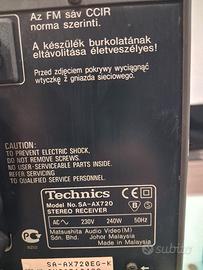 Az FM sáv CCIR
norma szerinti.
A készülék burkolatának
eltávolítása életveszélyes!
Przed zdjęciem pokrywy wyciągnąć
wtyczkę z gniazda sieciowego.
CAUTION:
TO PREVENT ELECTRIC SHOCK,
DO NOT REMOVE SCREWS.
NO USER-SERVICEABLE PARTS INSIDE.
REFER SERVICING
TO QUALIFIED SERVICE PERSONNEL.
Technics
Model No. SA-AX720
STEREO RECEIVER
AC ~ 230V 240W 50Hz
Matsushita Audio Video (M)
Sdn. Bhd. Johor Malaysia
Made in Malaysia
SA-AX720EG-K
subito